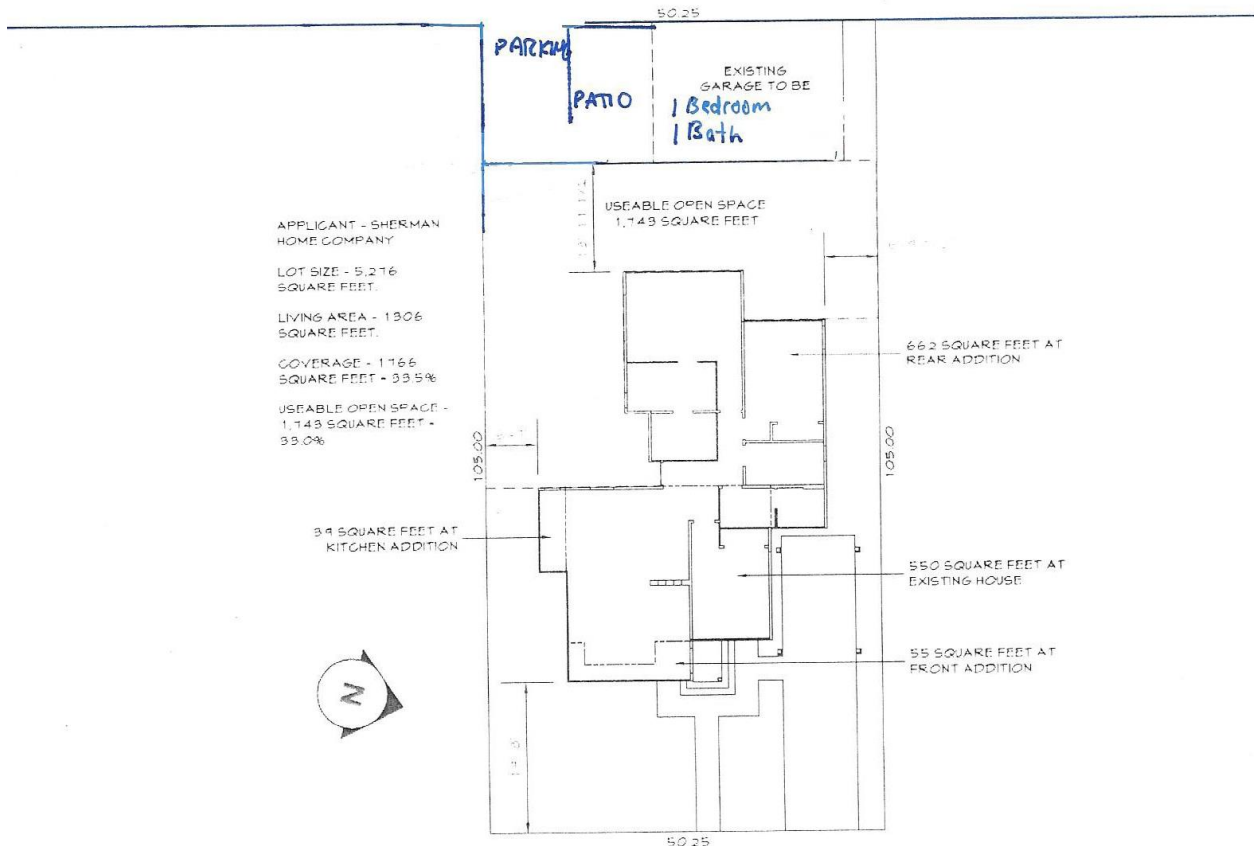 50.25
PARKING
PATIO
EXISTING
GARAGE TO BE
1 Bedroom
1 Bath
USEABLE OPEN SPACE
1,743 SQUARE FEET
APPLICANT - SHERMAN
HOME COMPANY
LOT SIZE - 5,276
SQUARE FEET.
LIVING AREA - 1306
SQUARE FEET.
COVERAGE - 1766
SQUARE FEET - 33.5%
USEABLE OPEN SPACE -
1,743 SQUARE FEET -
33.0%
662 SQUARE FEET AT
REAR ADDITION
105.00
105.00
39 SQUARE FEET AT
KITCHEN ADDITION
550 SQUARE FEET AT
EXISTING HOUSE
55 SQUARE FEET AT
FRONT ADDITION
N
50.25